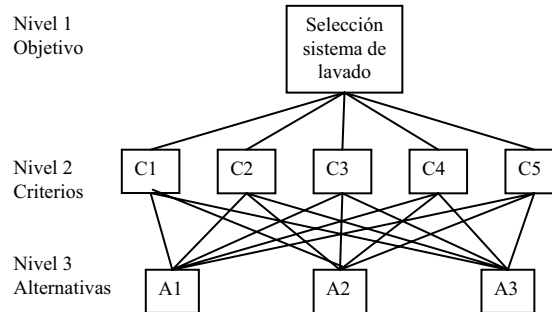 Nivel 1
Objetivo
Selección
sistema de
lavado
Nivel 2
Criterios
C1 C2 C3 C4 C5
Nivel 3
Alternativas
A1 A2 A3